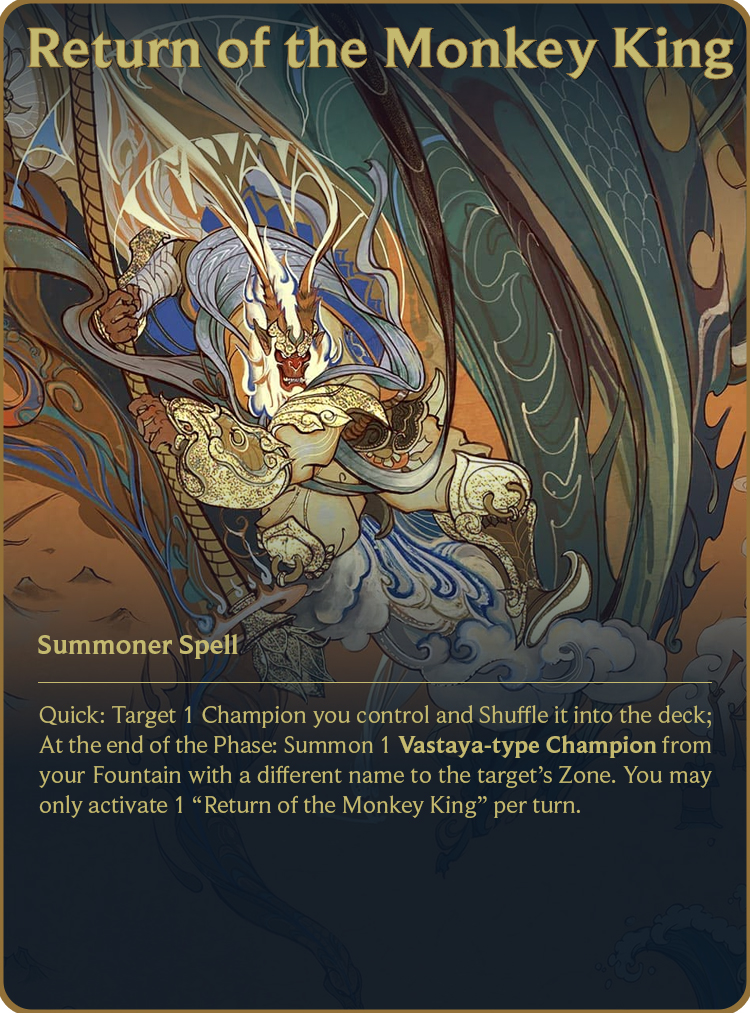 Return of the Monkey King
Summoner Spell
Quick: Target 1 Champion you control and Shuffle it into the deck;
At the end of the Phase: Summon 1 Vastaya-type Champion from
your Fountain with a different name to the target’s Zone. You may
only activate 1 “Return of the Monkey King” per turn.